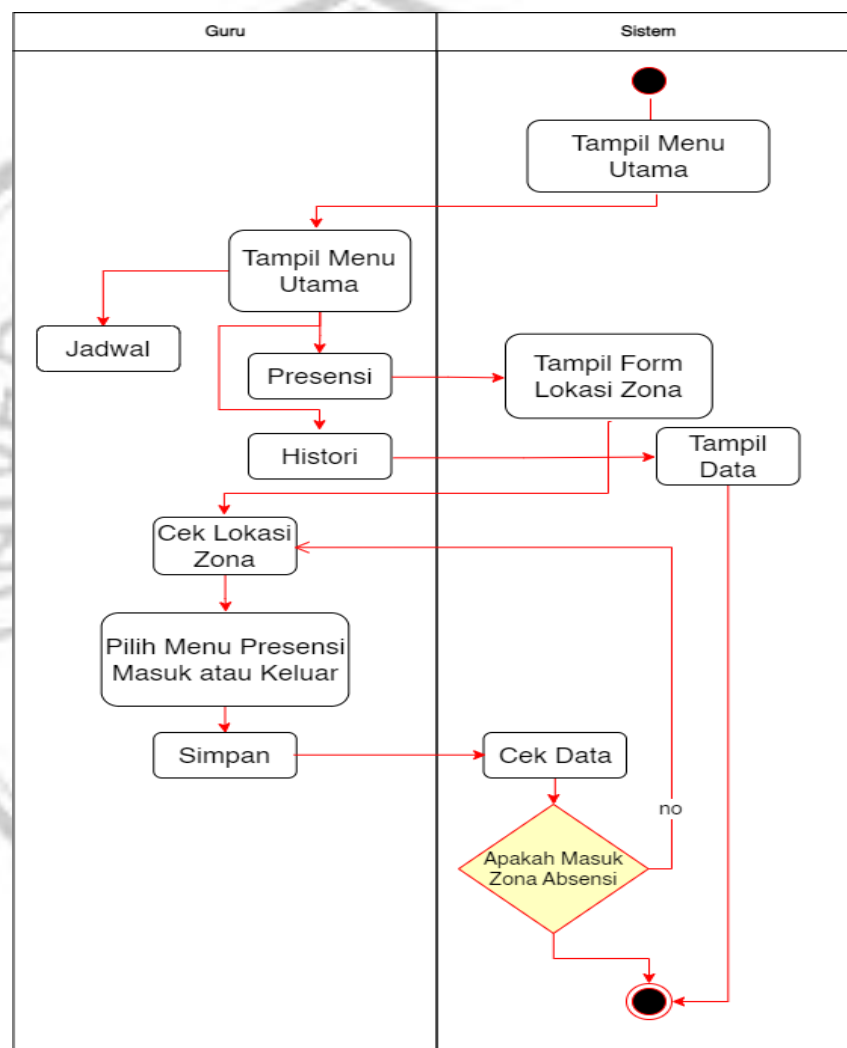 Guru
Sistem
Tampil Menu
Utama
Tampil Menu
Utama
Jadwal
Presensi
Tampil Form
Lokasi Zona
Histori
Tampil
Data
Cek Lokasi
Zona
Pilih Menu Presensi
Masuk atau Keluar
Simpan
Cek Data
no
Apakah Masuk
Zona Absensi